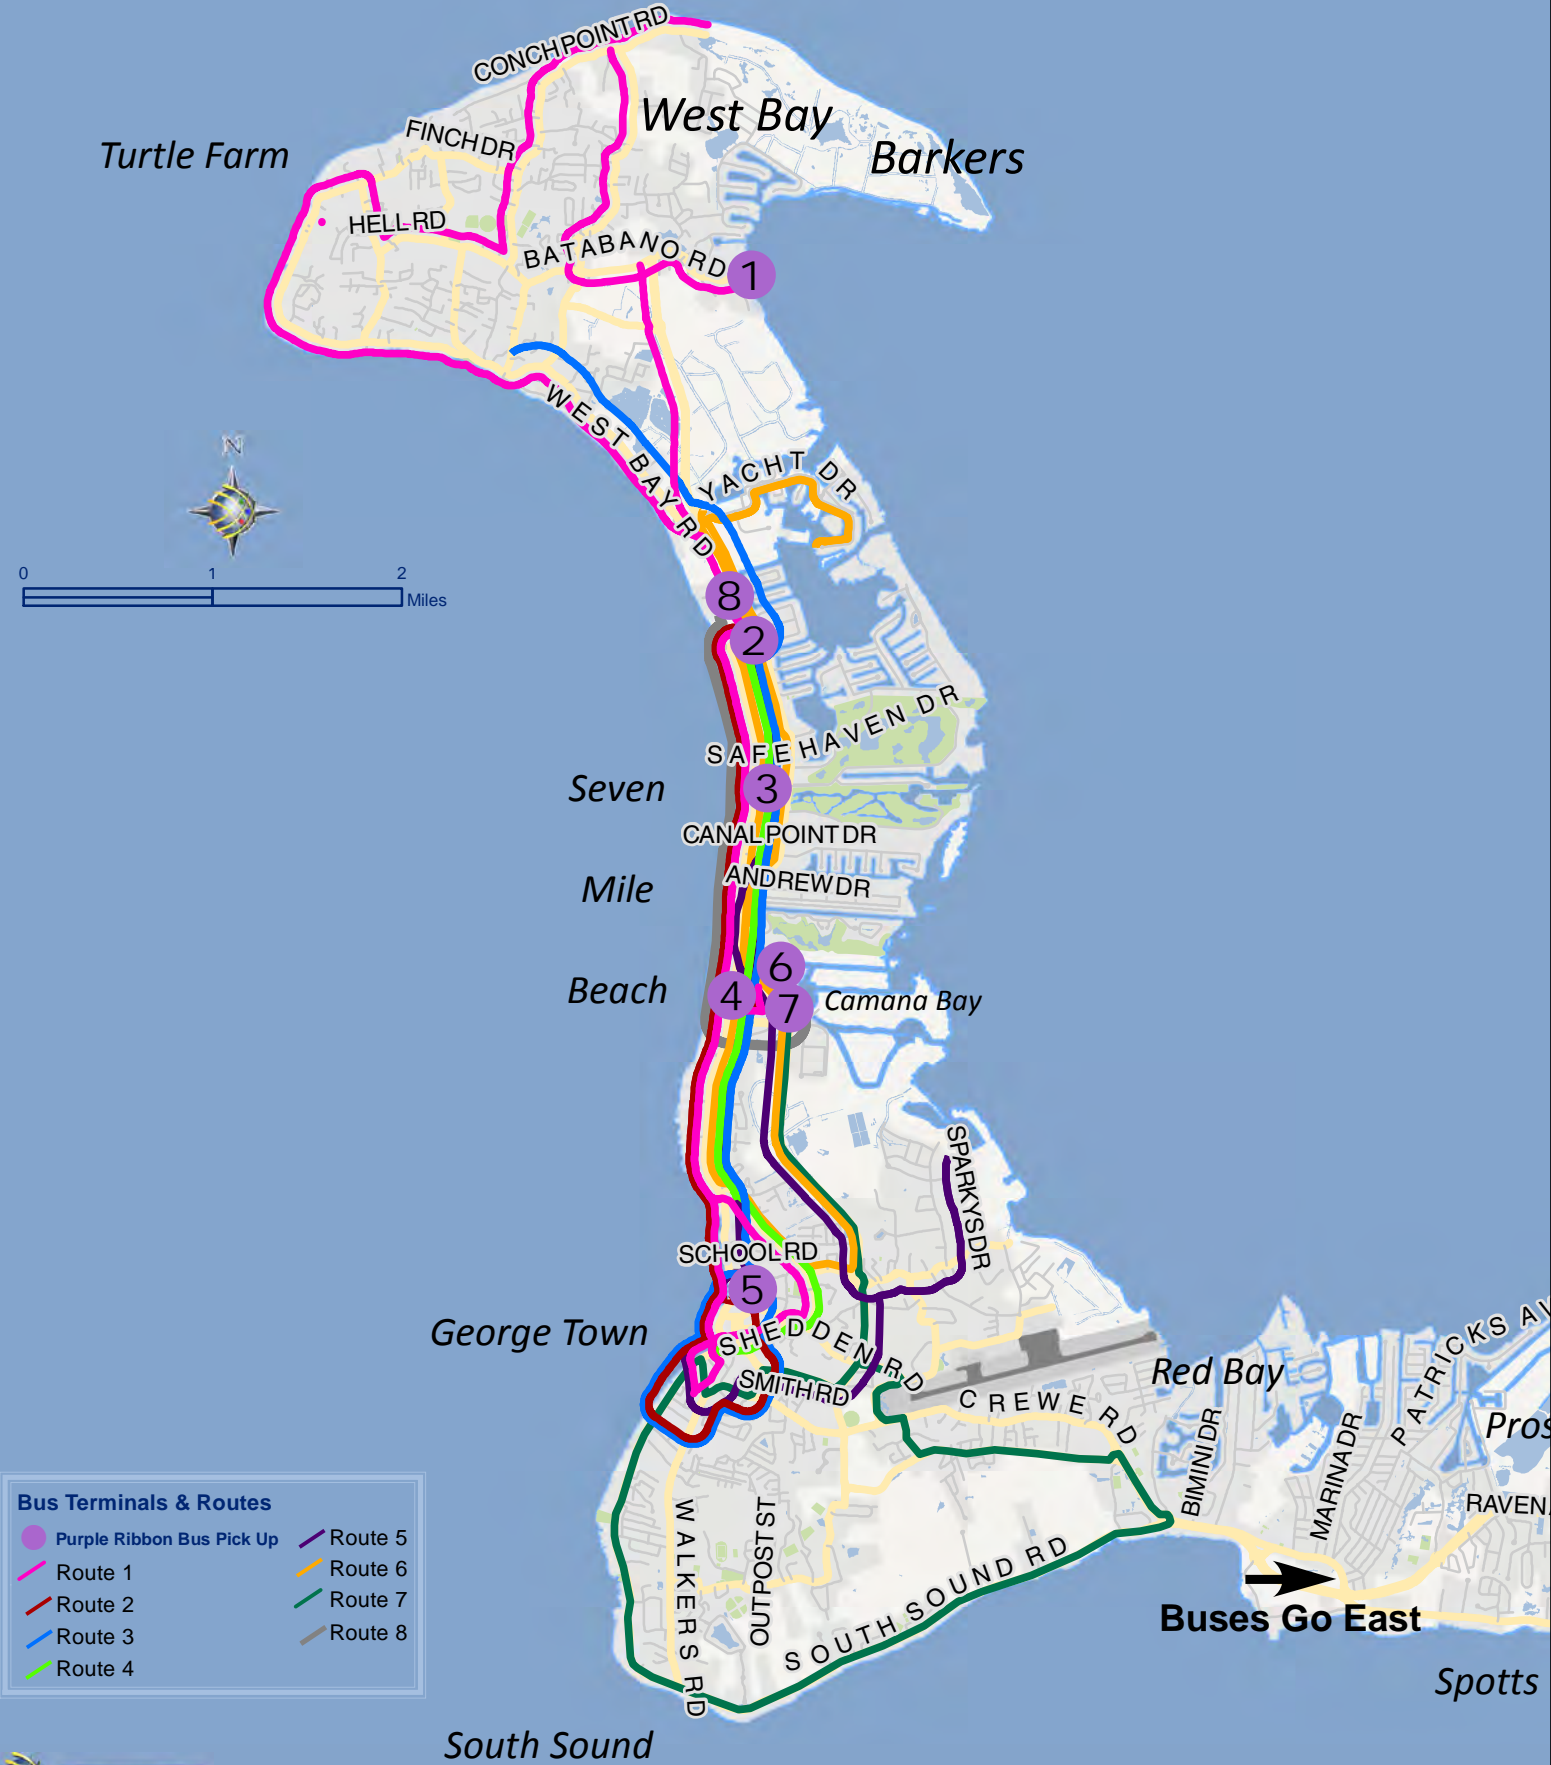 CONCH POINT RD
West Bay
FINCH DR
Turtle Farm
Barkers
HELL RD
BATABANO RD
1
WEST BAY RD
N
YACHT DR
0 1 2
Miles
8
2
SAFEHAVEN DR
Seven
3
CANAL POINT DR
Mile
ANDREW DR
6
Beach
4
7
Camana Bay
SPARKYS DR
SCHOOL RD
5
George Town
SHEDDEN RD
SMITH RD
Red Bay
CREWE RD
PATRICKS AV
Pros
BIMINI DR
MARINA DR
RAVEN
WALKERS RD
OUTPOST ST
SOUTH SOUND RD
Buses Go East
Spotts
South Sound
Bus Terminals & Routes
Purple Ribbon Bus Pick Up
Route 1
Route 2
Route 3
Route 4
Route 5
Route 6
Route 7
Route 8